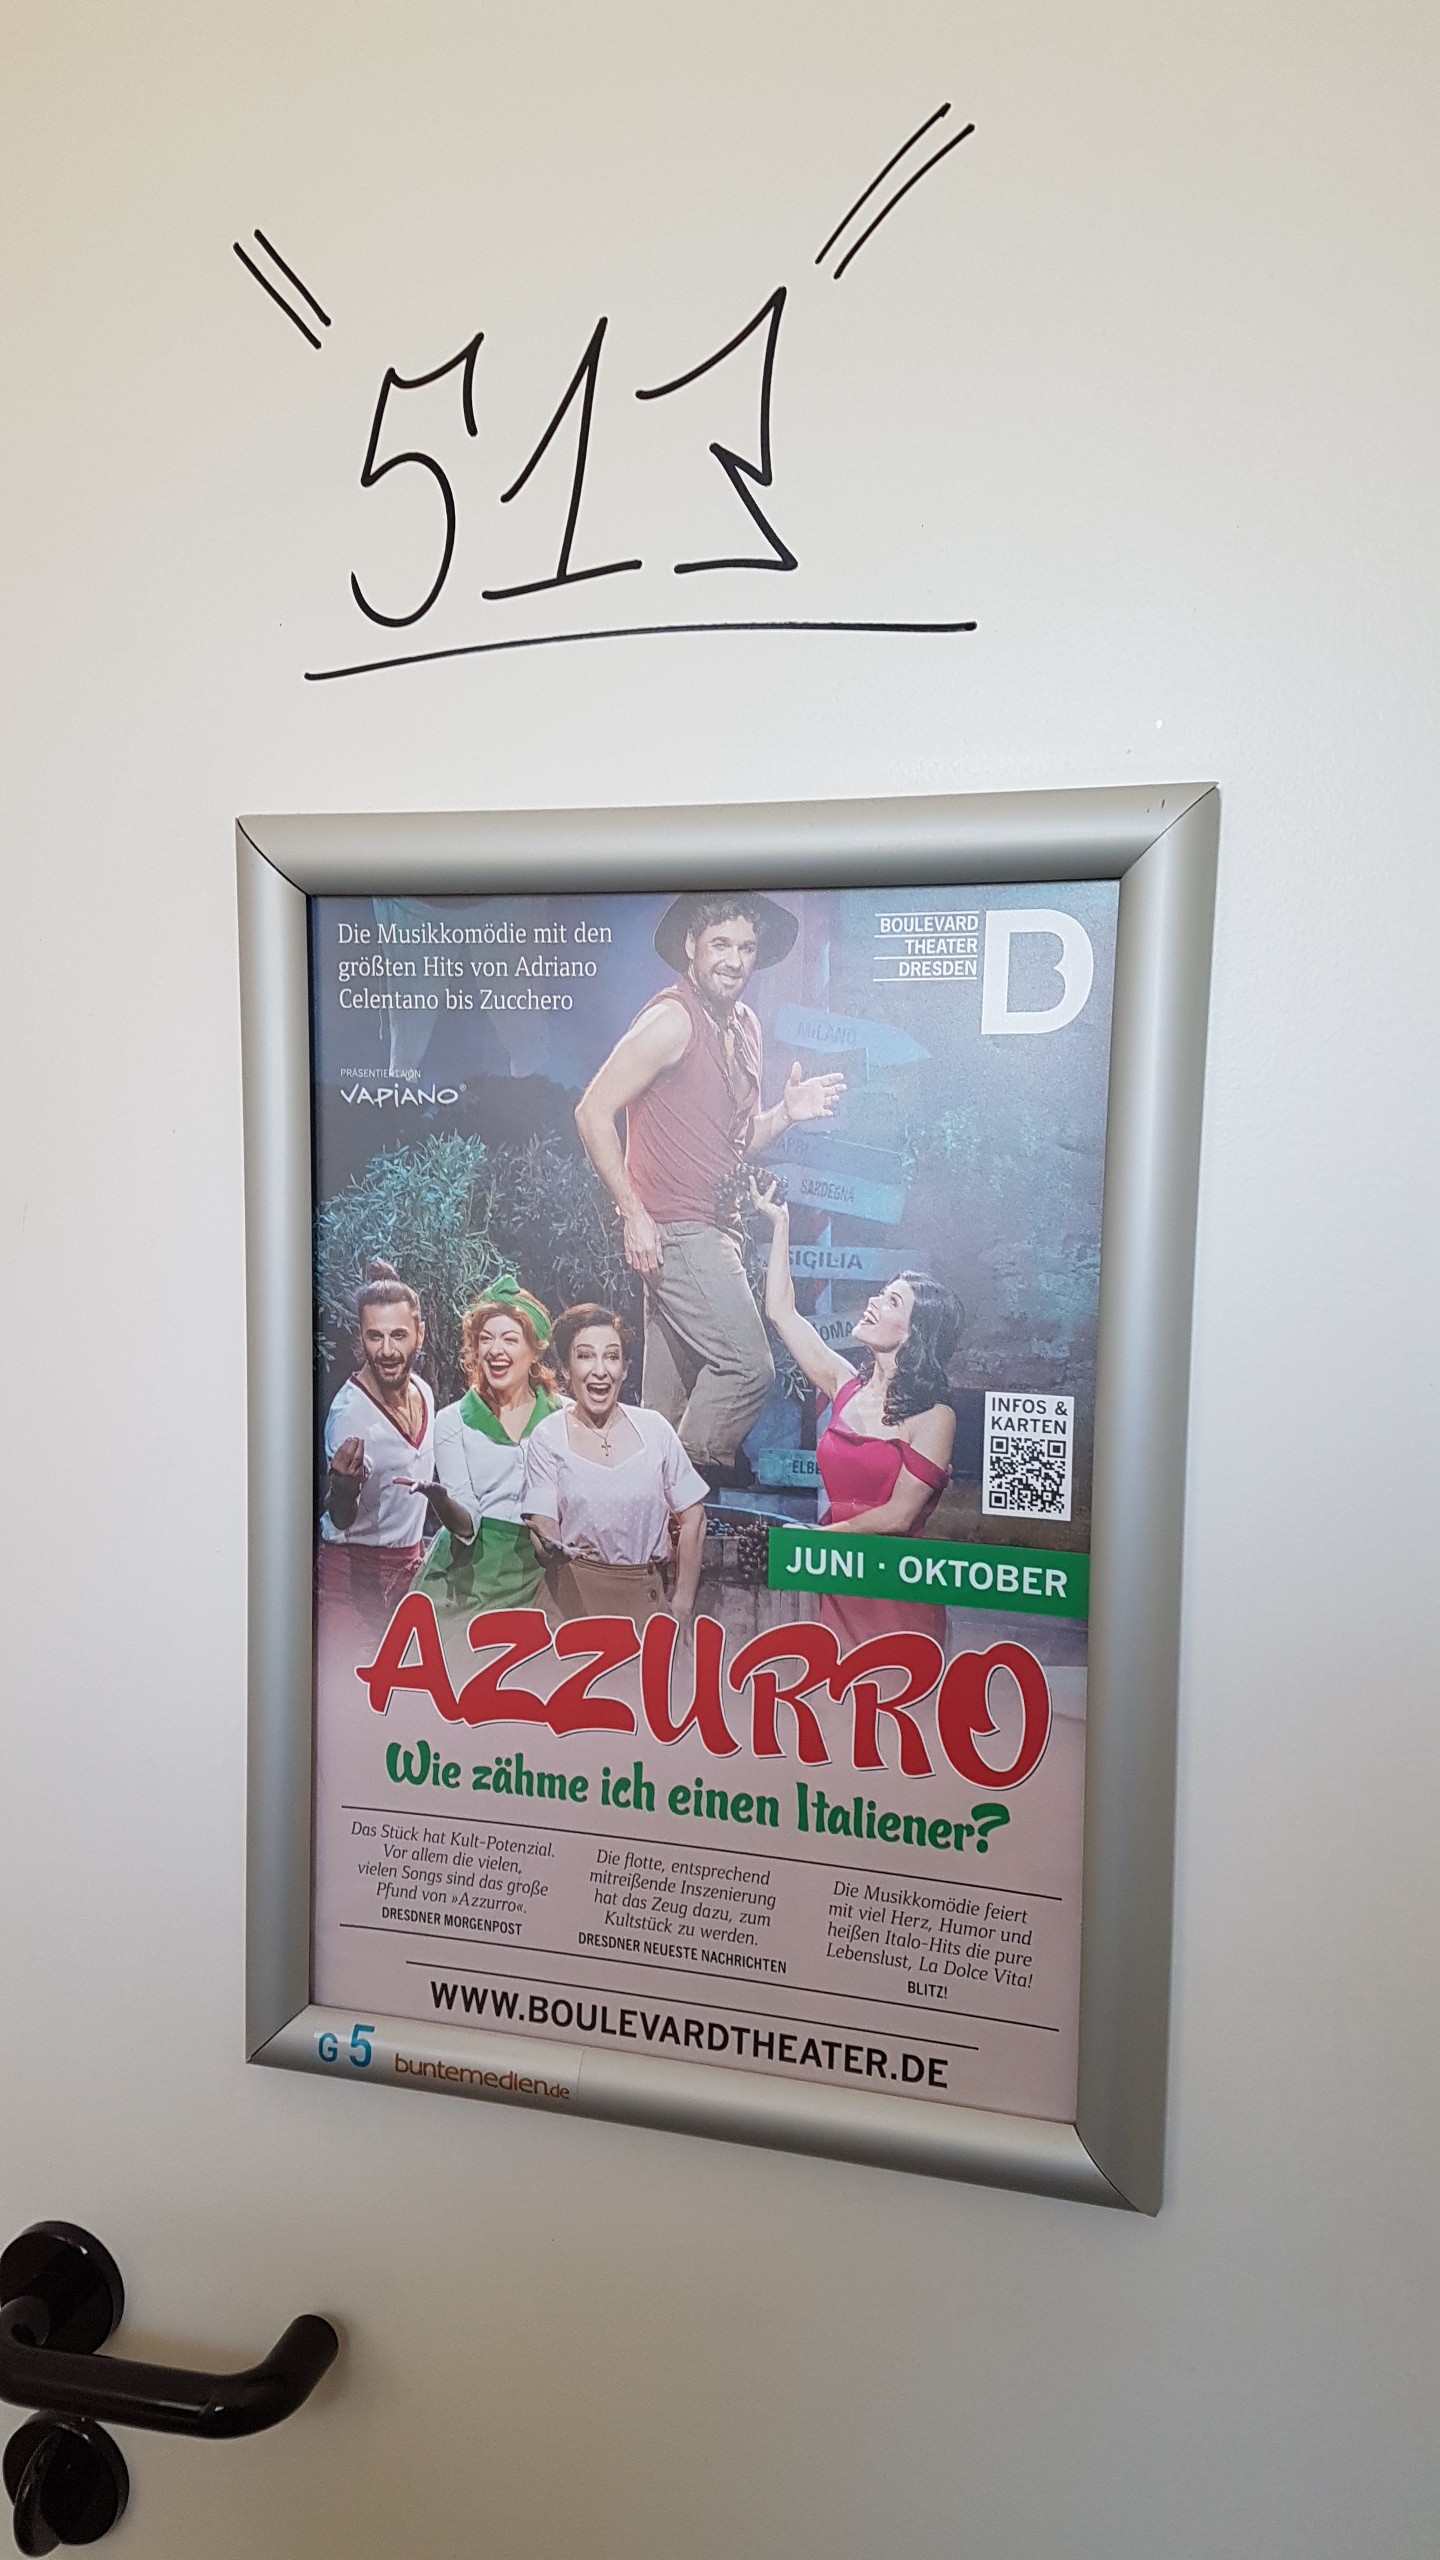 "513"
Die Musikkomödie mit den
größten Hits von Adriano
Celentano bis Zucchero
PRÄSENTIERT VON
VAPiANO®
BOULEVARD
THEATER
DRESDEN
B
MILANO
SARDEGNA
SICILIA
INFOS &
KARTEN
JUNI · OKTOBER
AZZURRO
Wie zähme ich einen Italiener?
Das Stück hat Kult-Potenzial.
Vor allem die vielen,
vielen Songs sind das große
Pfund von »Azzurro«.
DRESDNER MORGENPOST
Die flotte, entsprechend
mitreißende Inszenierung
hat das Zeug dazu, zum
Kultstück zu werden.
DRESDNER NEUESTE NACHRICHTEN
Die Musikkomödie feiert
mit viel Herz, Humor und
heißen Italo-Hits die pure
Lebenslust, La Dolce Vita!
BLITZ!
WWW.BOULEVARDTHEATER.DE
G 5 buntemedien.de